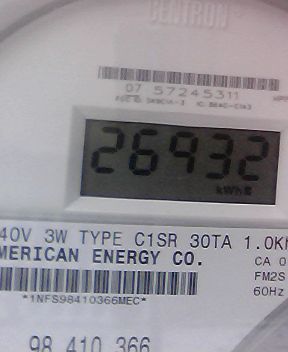 CENTRON
07 57245311
26932
kWh
40V 3W TYPE C1SR 30TA 1.0Kh
MERICAN ENERGY CO.
CA 0
FM2S
*1NFS98410366MEC*
60Hz
98 410 366